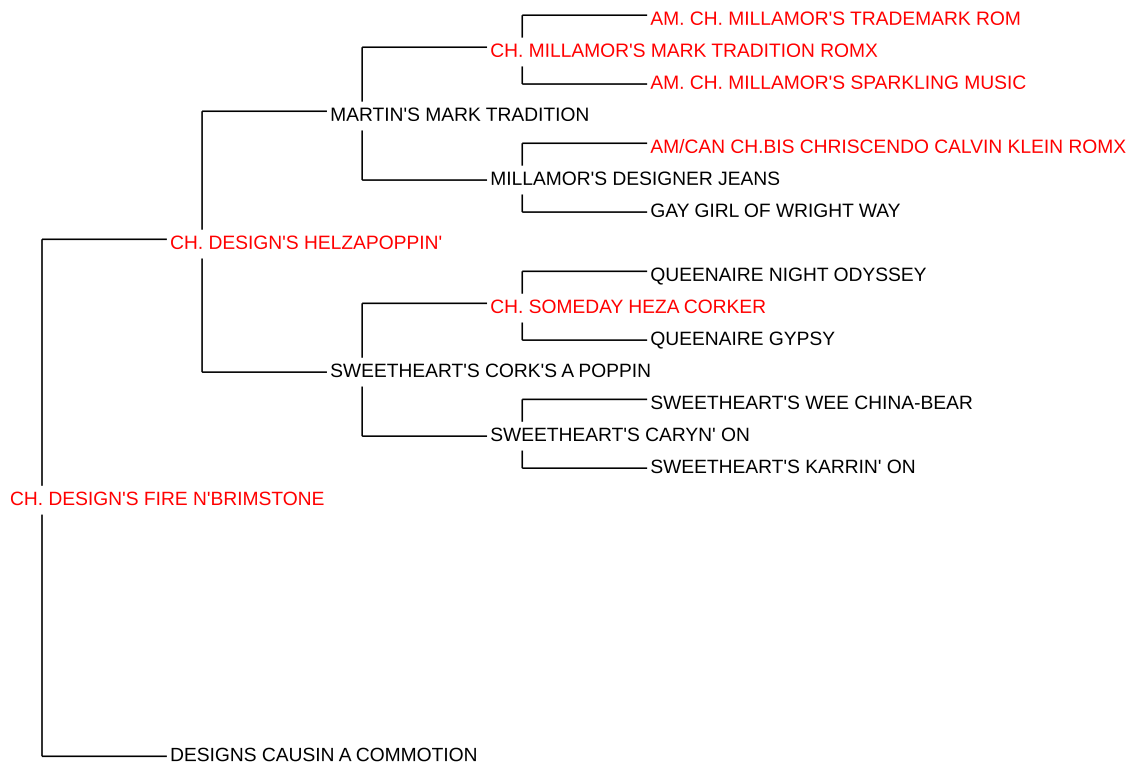 AM. CH. MILLAMOR'S TRADEMARK ROM
CH. MILLAMOR'S MARK TRADITION ROMX
AM. CH. MILLAMOR'S SPARKLING MUSIC
MARTIN'S MARK TRADITION
AM/CAN CH.BIS CHRISCENDO CALVIN KLEIN ROMX
MILLAMOR'S DESIGNER JEANS
GAY GIRL OF WRIGHT WAY
CH. DESIGN'S HELZAPOPPIN'
QUEENAIRE NIGHT ODYSSEY
CH. SOMEDAY HEZA CORKER
QUEENAIRE GYPSY
SWEETHEART'S CORK'S A POPPIN
SWEETHEART'S WEE CHINA-BEAR
SWEETHEART'S CARYN' ON
SWEETHEART'S KARRIN' ON
CH. DESIGN'S FIRE N'BRIMSTONE
DESIGNS CAUSIN A COMMOTION